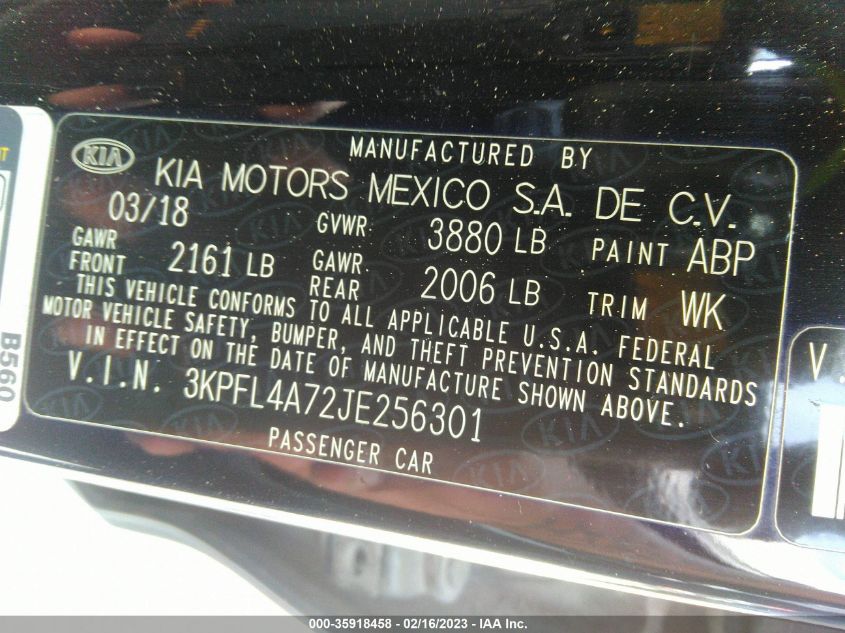 MANUFACTURED BY
KIA KIA MOTORS MEXICO S.A. DE C.V.
03/18 GVWR 3880 LB PAINT ABP
GAWR FRONT 2161 LB GAWR REAR 2006 LB TRIM WK
THIS VEHICLE CONFORMS TO ALL APPLICABLE U.S.A. FEDERAL
MOTOR VEHICLE SAFETY, BUMPER, AND THEFT PREVENTION STANDARDS
IN EFFECT ON THE DATE OF MANUFACTURE SHOWN ABOVE.
V.I.N. 3KPFL4A72JE256301
PASSENGER CAR
B560
V.
000-35918458 - 02/16/2023 - © IAA Inc.